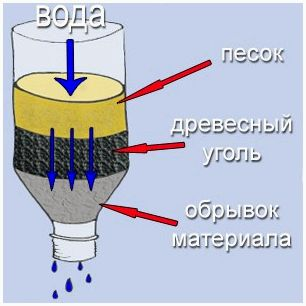 вода
песок
древесный
уголь
обрывок
материала